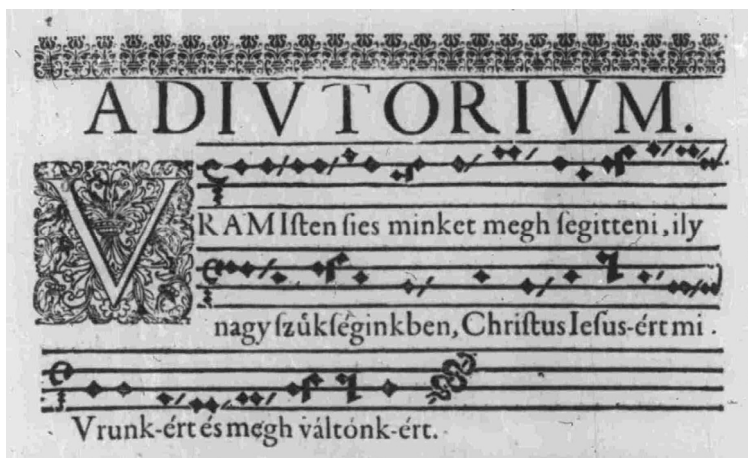 ADIVTORIVM.
VRAM Iſten ſies minket megh ſegitteni, ily
nagy ſzűkſéginkben, Chriſtus Ieſus-ért mi
Vrunk-ért és megh váltónk-ért.